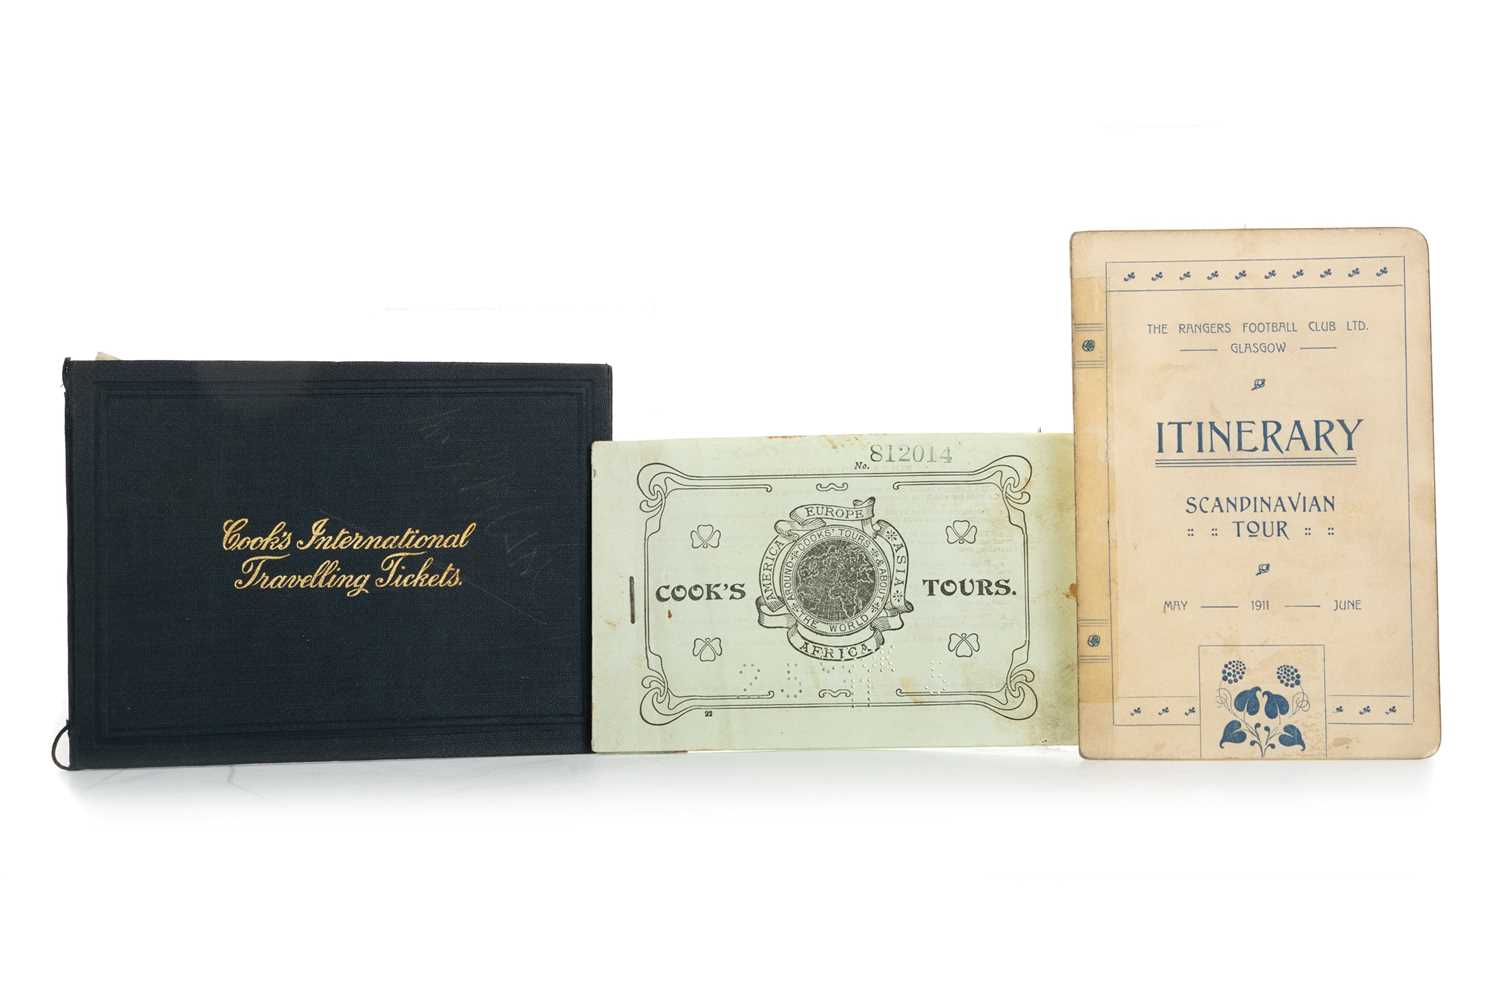 Cook's International
Travelling Tickets.
No. 812014
EUROPE
AMERICA
ASIA
AFRICA
COOKS' TOURS
AROUND & ABOUT
THE WORLD
COOK'S TOURS.
22
THE RANGERS FOOTBALL CLUB LTD.
GLASGOW
ITINERARY
SCANDINAVIAN
:: :: TOUR :: ::
MAY — 1911 — JUNE